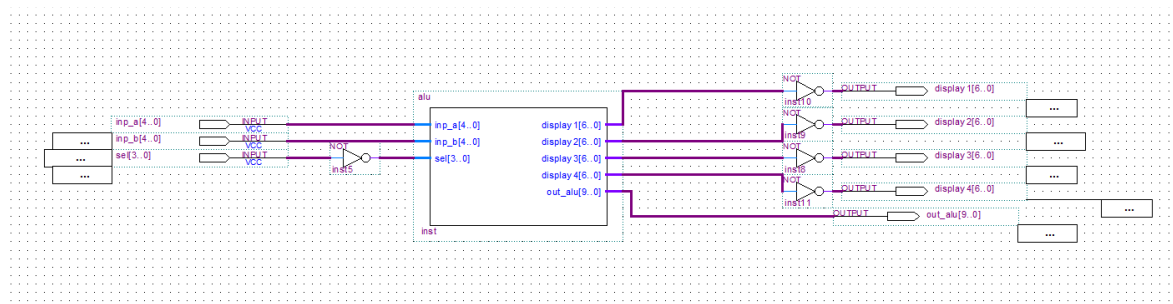 NOT
OUTPUT display 1[6..0]
inst10
...
alu
inp_a[4..0] INPUT VCC
inp_a[4..0] display 1[6..0]
NOT
OUTPUT display 2[6..0]
inst9
...
inp_b[4..0] INPUT VCC
...
inp_b[4..0] display 2[6..0]
NOT
OUTPUT display 3[6..0]
inst8
...
sel[3..0] INPUT VCC
...
...
NOT
inst5
sel[3..0] display 3[6..0]
display 4[6..0]
NOT
OUTPUT display 4[6..0]
inst11
...
out_alu[9..0]
OUTPUT out_alu[9..0]
...
inst